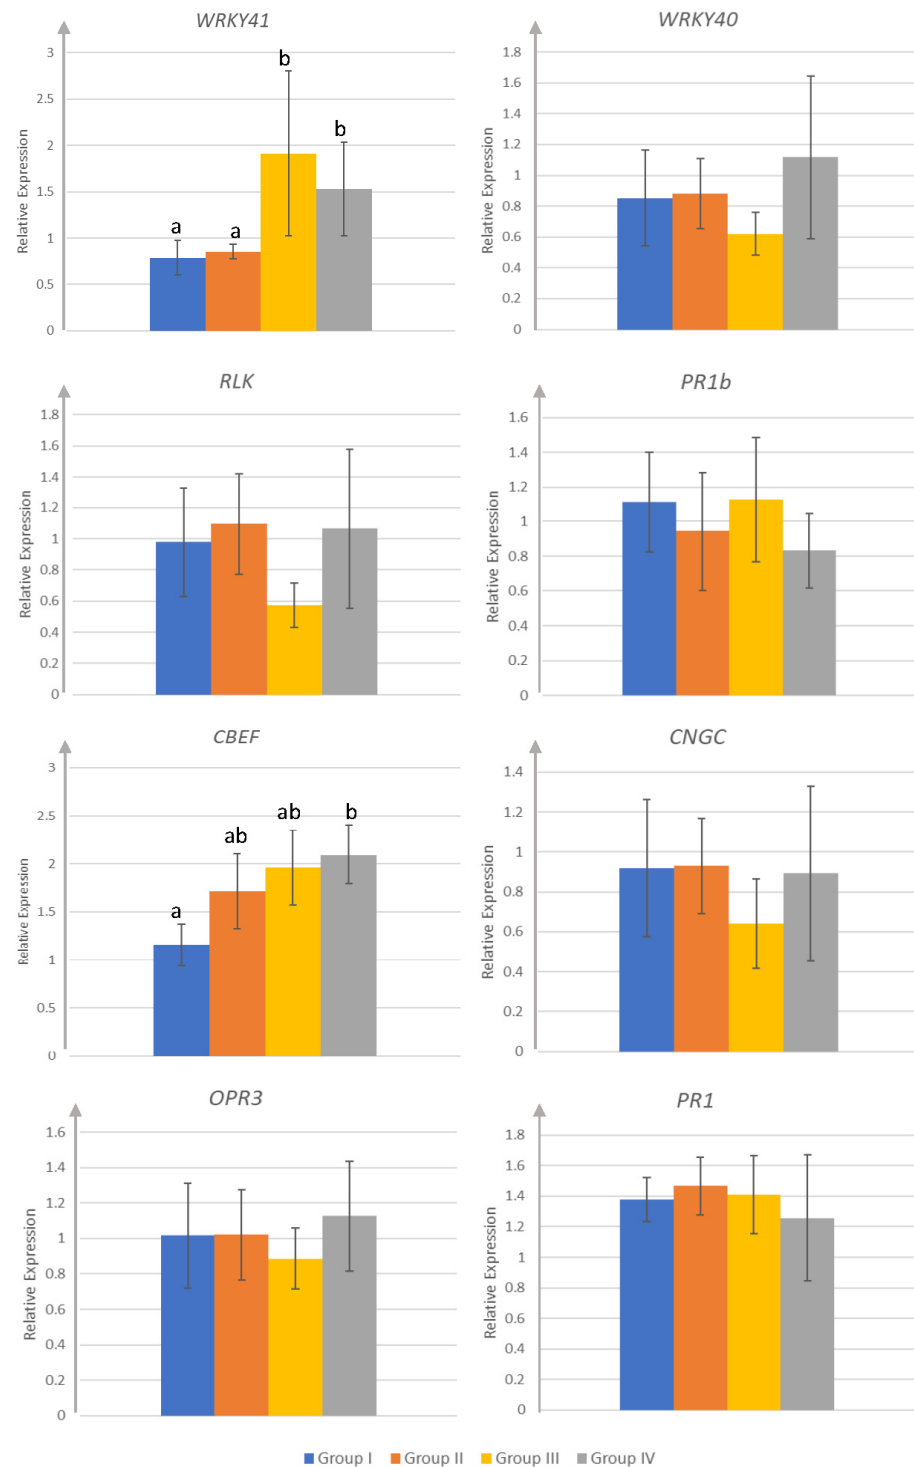 WRKY41
Relative Expression
3
2.5
2
1.5
1
0.5
0
a
a
b
b
WRKY40
Relative Expression
1.8
1.6
1.4
1.2
1
0.8
0.6
0.4
0.2
0
RLK
Relative Expression
1.8
1.6
1.4
1.2
1
0.8
0.6
0.4
0.2
0
PR1b
Relative Expression
1.6
1.4
1.2
1
0.8
0.6
0.4
0.2
0
CBEF
Relative Expression
3
2.5
2
1.5
1
0.5
0
a
ab
ab
b
CNGC
Relative Expression
1.4
1.2
1
0.8
0.6
0.4
0.2
0
OPR3
Relative Expression
1.6
1.4
1.2
1
0.8
0.6
0.4
0.2
0
PR1
Relative Expression
1.8
1.6
1.4
1.2
1
0.8
0.6
0.4
0.2
0
Group I Group II Group III Group IV